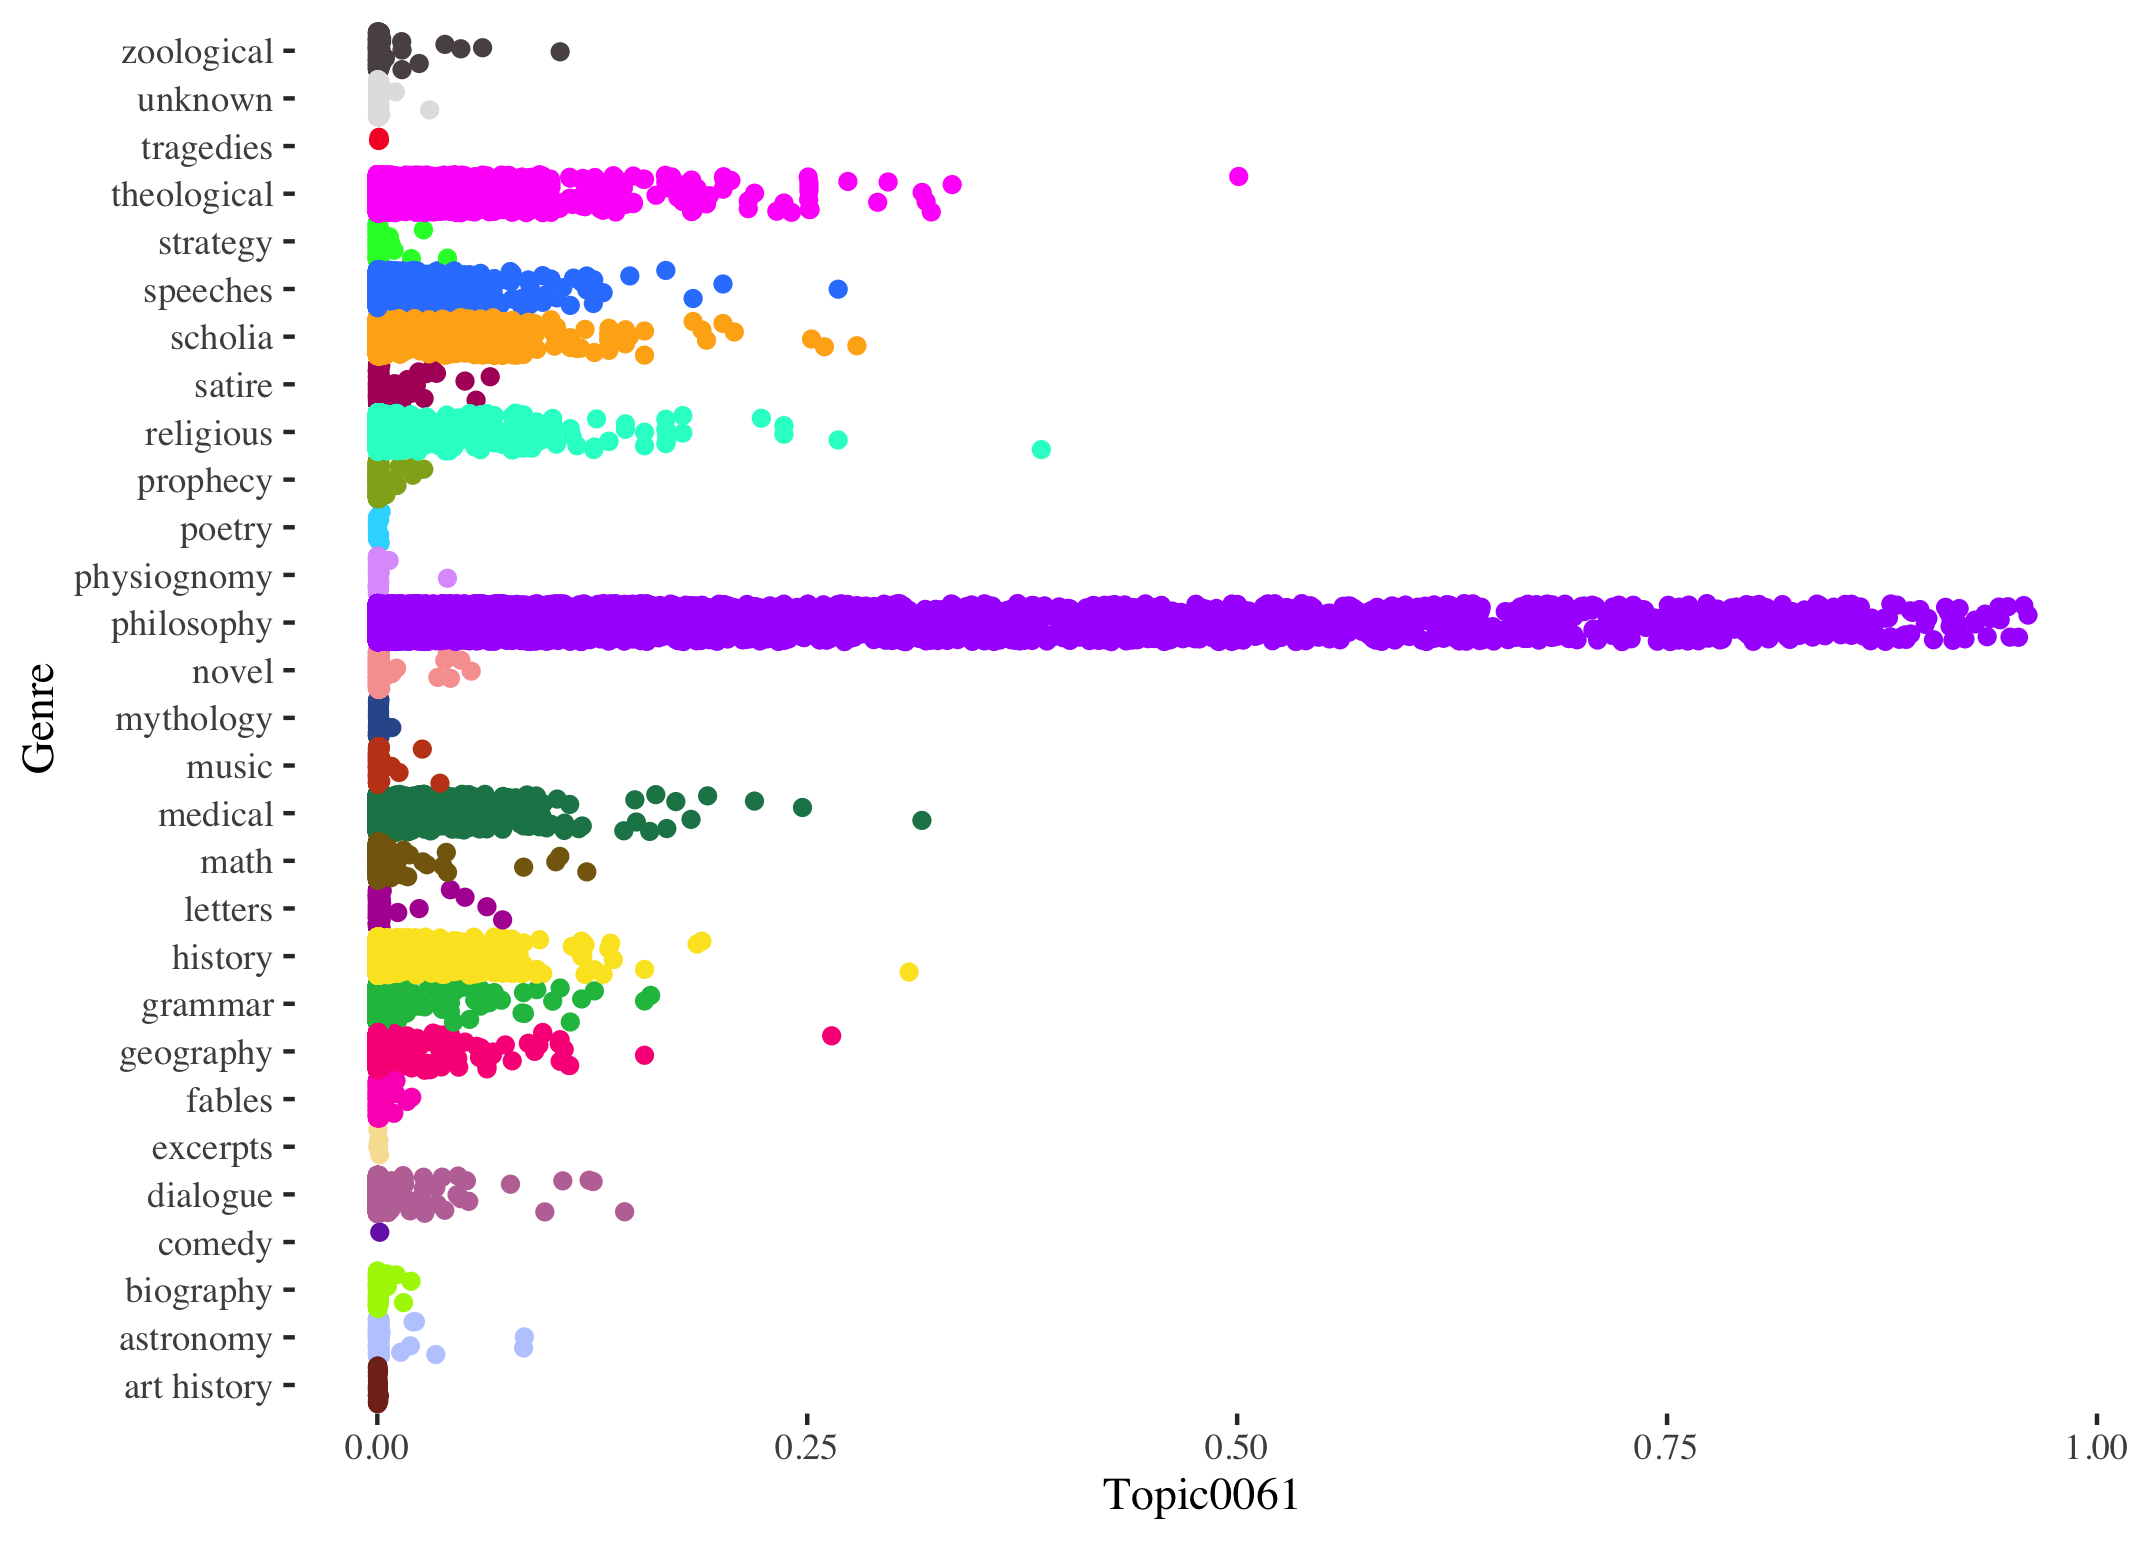 zoological
unknown
tragedies
theological
strategy
speeches
scholia
satire
religious
prophecy
poetry
physiognomy
philosophy
novel
mythology
music
medical
math
letters
history
grammar
geography
fables
excerpts
dialogue
comedy
biography
astronomy
art history
Genre
0.00 0.25 0.50 0.75 1.00
Topic0061